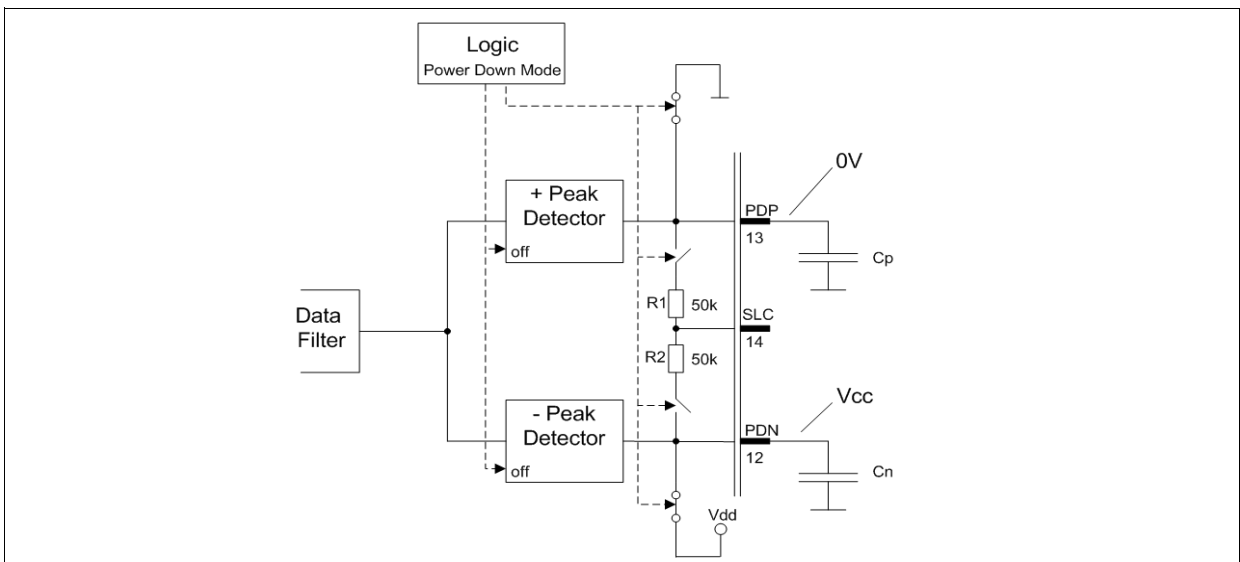 Logic
Power Down Mode
0V
+ Peak
Detector
off
PDP
13
Cp
R1
50k
SLC
14
Data
Filter
R2
50k
Vcc
- Peak
Detector
off
PDN
12
Cn
Vdd